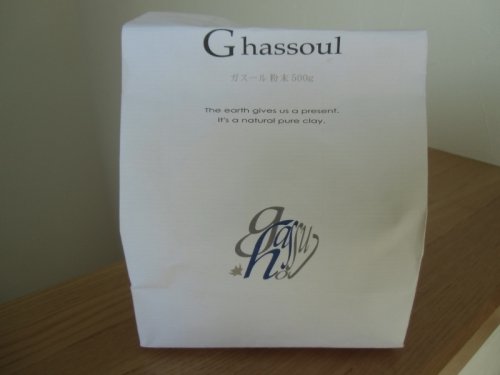 Ghassoul
ガスール粉末500g
The earth gives us a present.
It's a natural pure clay.